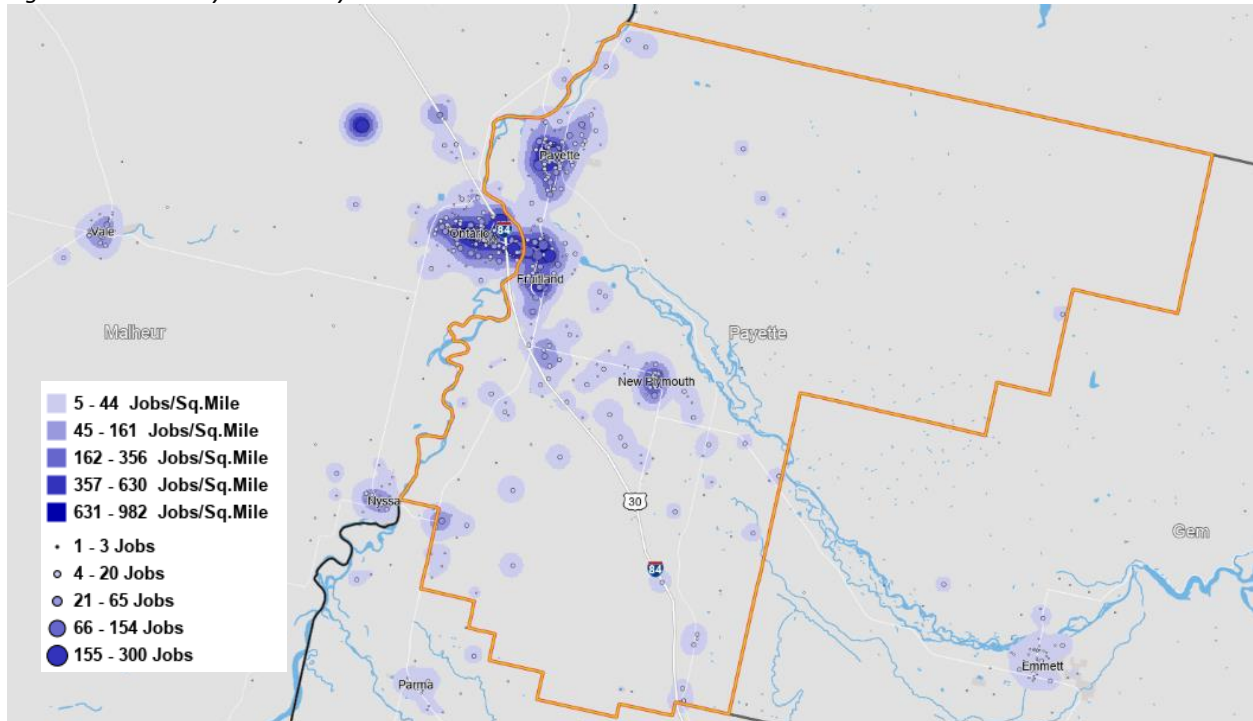 Payette
Vale
Ontario
84
Fruitland
Malheur
Payette
New Plymouth
5 - 44 Jobs/Sq.Mile
45 - 161 Jobs/Sq.Mile
162 - 356 Jobs/Sq.Mile
357 - 630 Jobs/Sq.Mile
631 - 982 Jobs/Sq.Mile
1 - 3 Jobs
4 - 20 Jobs
21 - 65 Jobs
66 - 154 Jobs
155 - 300 Jobs
Nyssa
30
Gem
84
Emmett
Parma